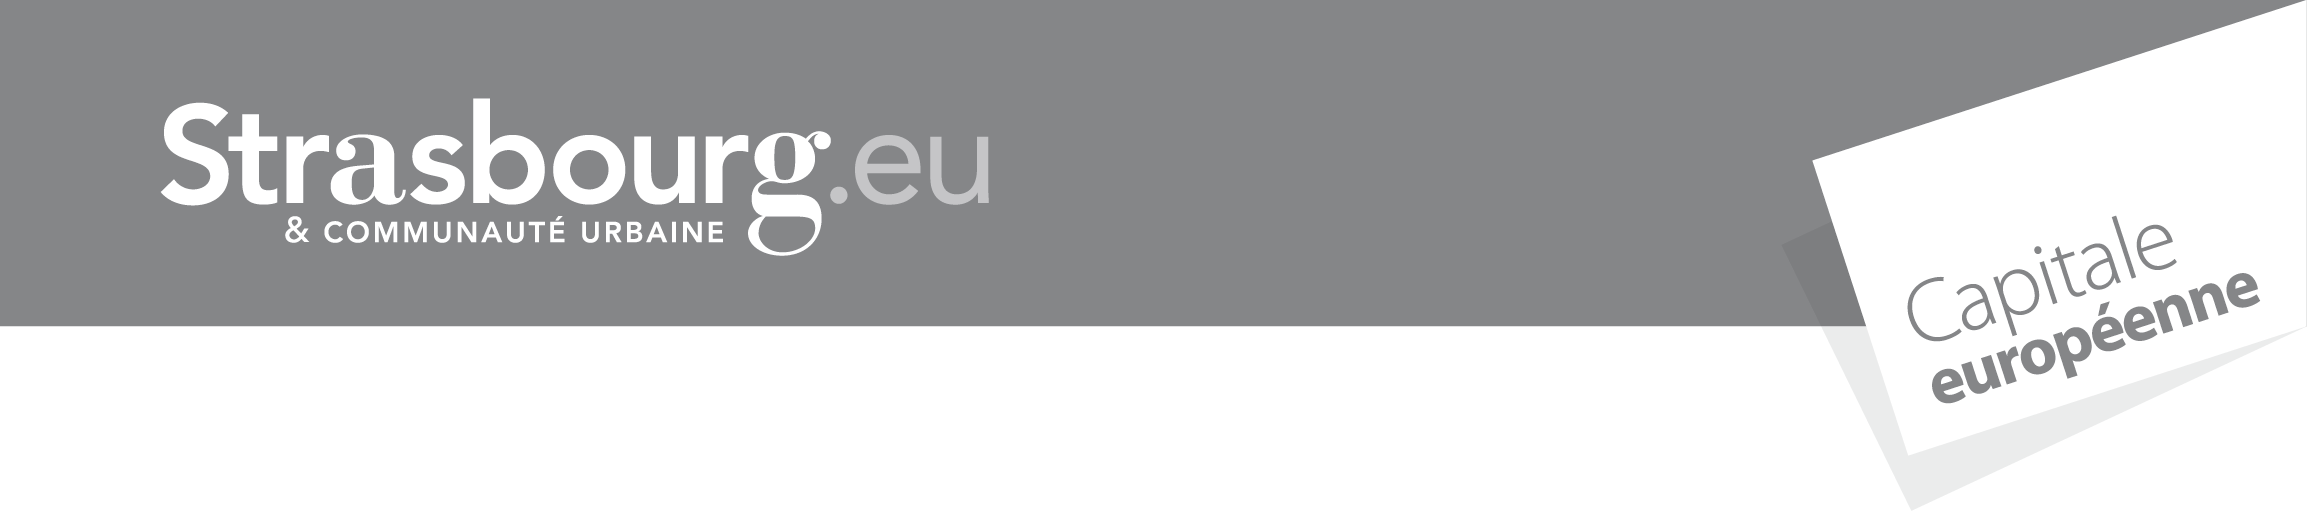 Strasbourg.eu
& COMMUNAUTÉ URBAINE
Capitale
européenne